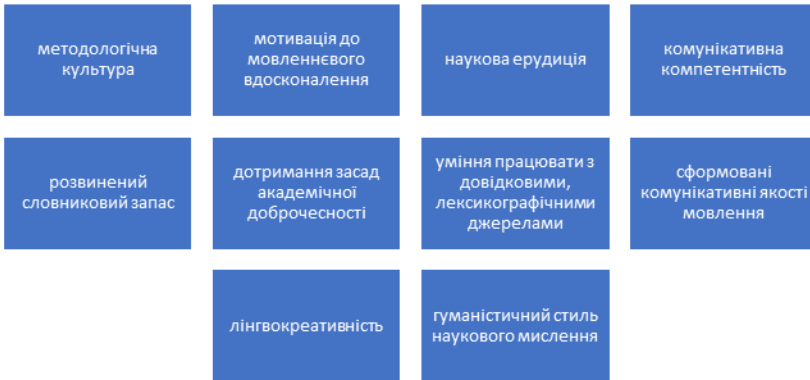 методологічна
культура
мотивація до
мовленнєвого
вдосконалення
наукова ерудиція
комунікативна
компетентність
розвинений
словниковий запас
дотримання засад
академічної
доброчесності
уміння працювати з
довідковими,
лексикографічними
джерелами
сформовані
комунікативні якості
мовлення
лінгвокреативність
гуманістичний стиль
наукового мислення